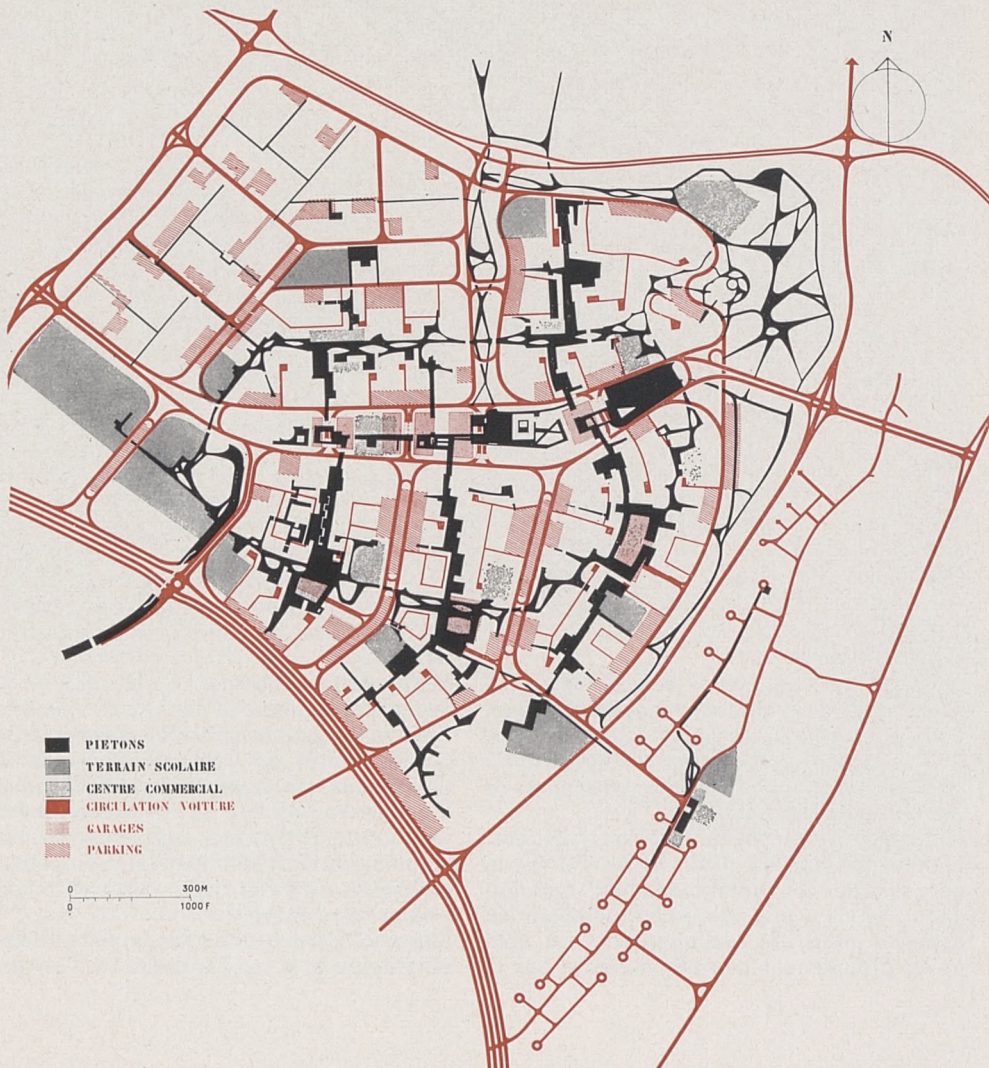 N
PIETONS
TERRAIN SCOLAIRE
CENTRE COMMERCIAL
CIRCULATION VOITURE
GARAGES
PARKING
0 300M
0 1000F